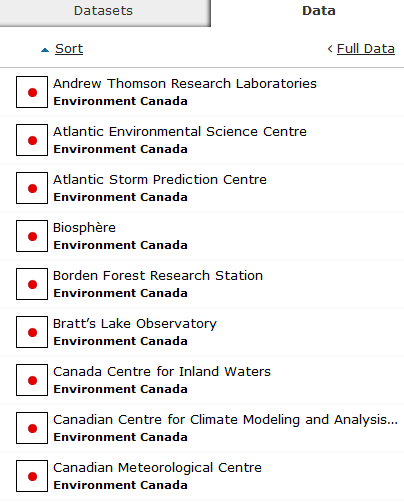 Datasets Data
Sort ‹ Full Data
Andrew Thomson Research Laboratories
Environment Canada
Atlantic Environmental Science Centre
Environment Canada
Atlantic Storm Prediction Centre
Environment Canada
Biosphère
Environment Canada
Borden Forest Research Station
Environment Canada
Bratt’s Lake Observatory
Environment Canada
Canada Centre for Inland Waters
Environment Canada
Canadian Centre for Climate Modeling and Analysis...
Environment Canada
Canadian Meteorological Centre
Environment Canada